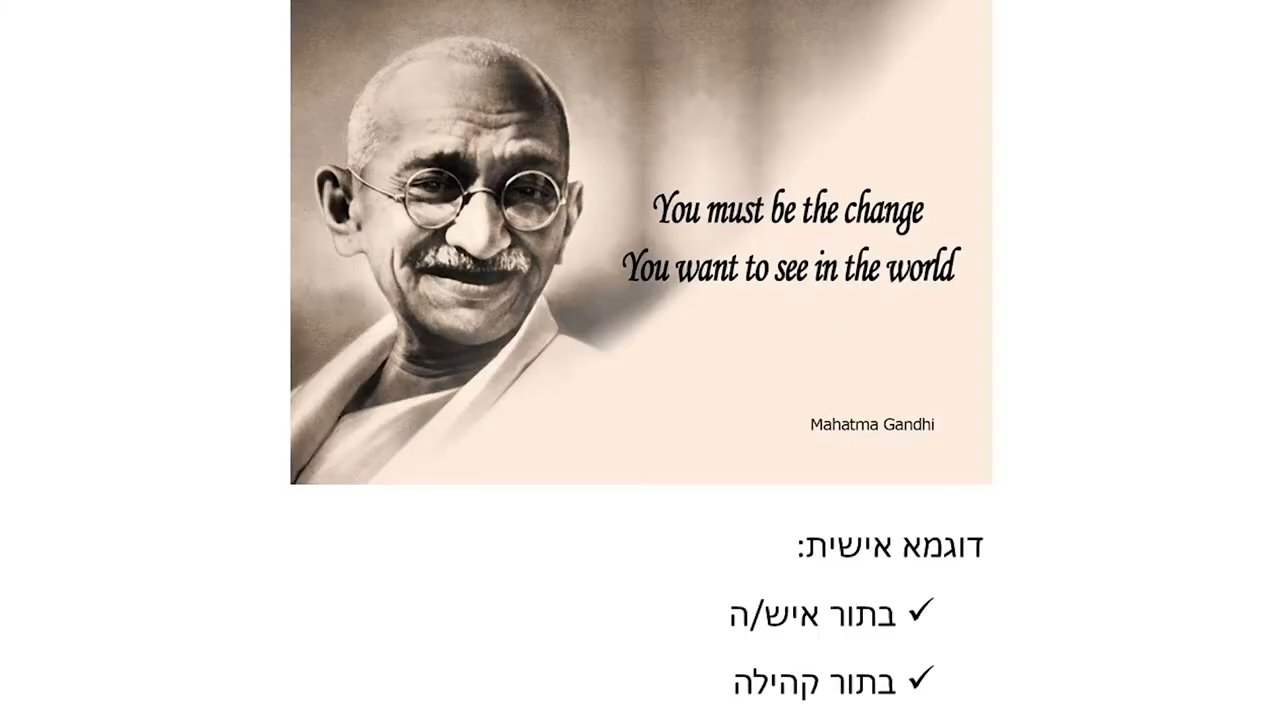 You must be the change
You want to see in the world
Mahatma Gandhi
דוגמא אישית:
✓ בתור איש/ה
✓ בתור קהילה